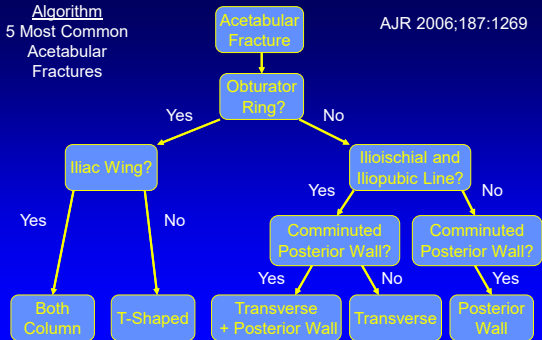 Algorithm
5 Most Common
Acetabular
Fractures
AJR 2006;187:1269
Acetabular
Fracture
Obturator
Ring?
Yes
No
Iliac Wing?
Ilioischial and
Iliopubic Line?
Yes
No
Yes
No
Comminuted
Posterior Wall?
Comminuted
Posterior Wall?
Yes
No
Yes
Both
Column
T-Shaped
Transverse
+ Posterior Wall
Transverse
Posterior
Wall